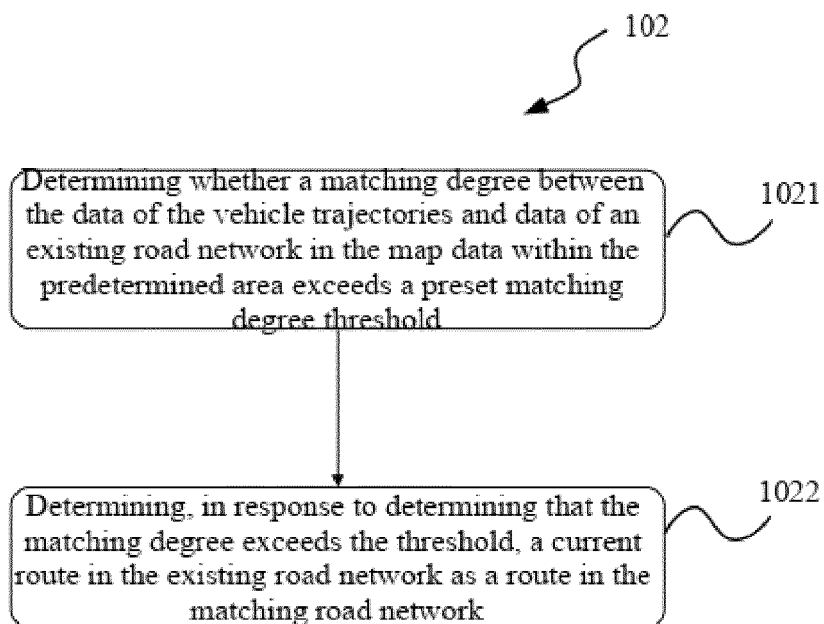 102
Determining whether a matching degree between
the data of the vehicle trajectories and data of an
existing road network in the map data within the
predetermined area exceeds a preset matching
degree threshold
1021
Determining, in response to determining that the
matching degree exceeds the threshold, a current
route in the existing road network as a route in the
matching road network
1022